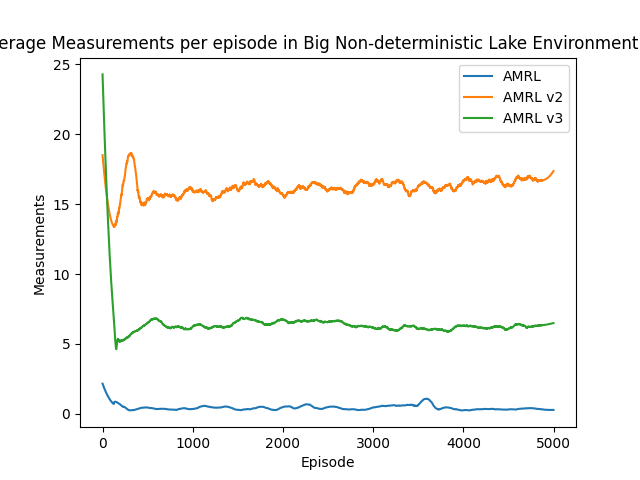 erage Measurements per episode in Big Non-deterministic Lake Environment
AMRL
AMRL v2
AMRL v3
Measurements
25
20
15
10
5
0
0 1000 2000 3000 4000 5000
Episode